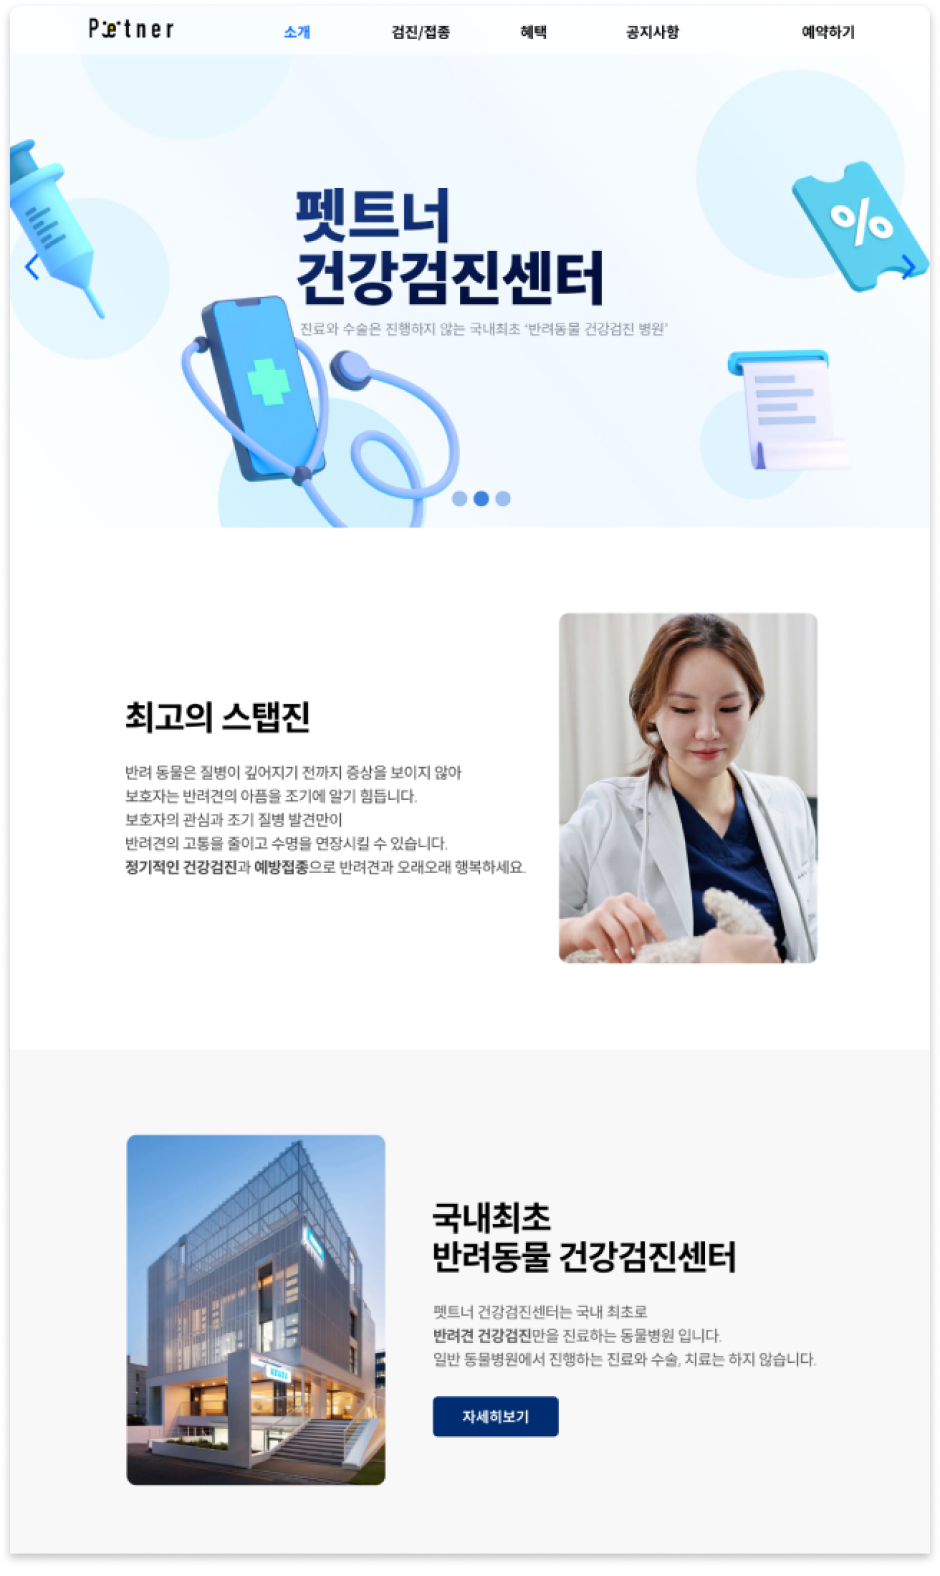 Petner
소개
검진/접종
혜택
공지사항
예약하기
펫트너
건강검진센터
진료와 수술은 진행하지 않는 국내최초 ‘반려동물 건강검진 병원’
%
최고의 스탭진
반려 동물은 질병이 깊어지기 전까지 증상을 보이지 않아
보호자는 반려견의 아픔을 조기에 알기 힘듭니다.
보호자의 관심과 조기 질병 발견만이
반려견의 고통을 줄이고 수명을 연장시킬 수 있습니다.
정기적인 건강검진과 예방접종으로 반려견과 오래오래 행복하세요.
국내최초
반려동물 건강검진센터
펫트너 건강검진센터는 국내 최초로
반려견 건강검진만을 진료하는 동물병원 입니다.
일반 동물병원에서 진행하는 진료와 수술, 치료는 하지 않습니다.
자세히보기